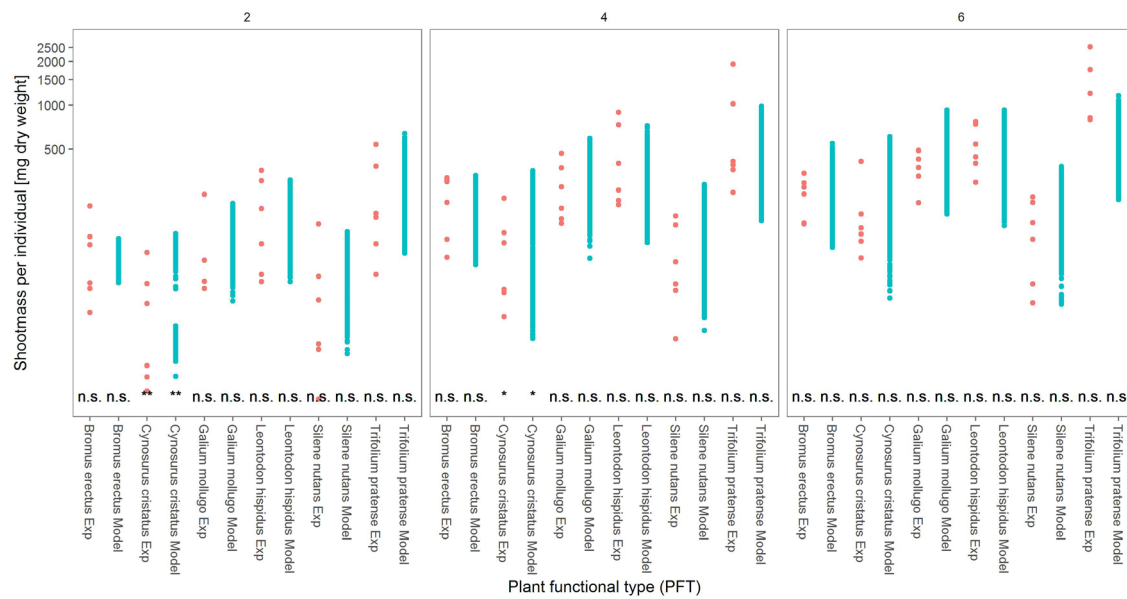 2 4 6
Shootmass per individual [mg dry weight]
2500
2000
1500
1000
500
n.s. n.s. ** ** n.s. n.s. n.s. n.s. n.s. n.s. n.s. n.s.
n.s. n.s. * * n.s. n.s. n.s. n.s. n.s. n.s. n.s. n.s.
n.s. n.s. n.s. n.s. n.s. n.s. n.s. n.s. n.s. n.s. n.s. n.s
Bromus erectus Exp
Bromus erectus Model
Cynosurus cristatus Exp
Cynosurus cristatus Model
Galium mollugo Exp
Galium mollugo Model
Leontodon hispidus Exp
Leontodon hispidus Model
Silene nutans Exp
Silene nutans Model
Trifolium pratense Exp
Trifolium pratense Model
Bromus erectus Exp
Bromus erectus Model
Cynosurus cristatus Exp
Cynosurus cristatus Model
Galium mollugo Exp
Galium mollugo Model
Leontodon hispidus Exp
Leontodon hispidus Model
Silene nutans Exp
Silene nutans Model
Trifolium pratense Exp
Trifolium pratense Model
Bromus erectus Exp
Bromus erectus Model
Cynosurus cristatus Exp
Cynosurus cristatus Model
Galium mollugo Exp
Galium mollugo Model
Leontodon hispidus Exp
Leontodon hispidus Model
Silene nutans Exp
Silene nutans Model
Trifolium pratense Exp
Trifolium pratense Model
Plant functional type (PFT)